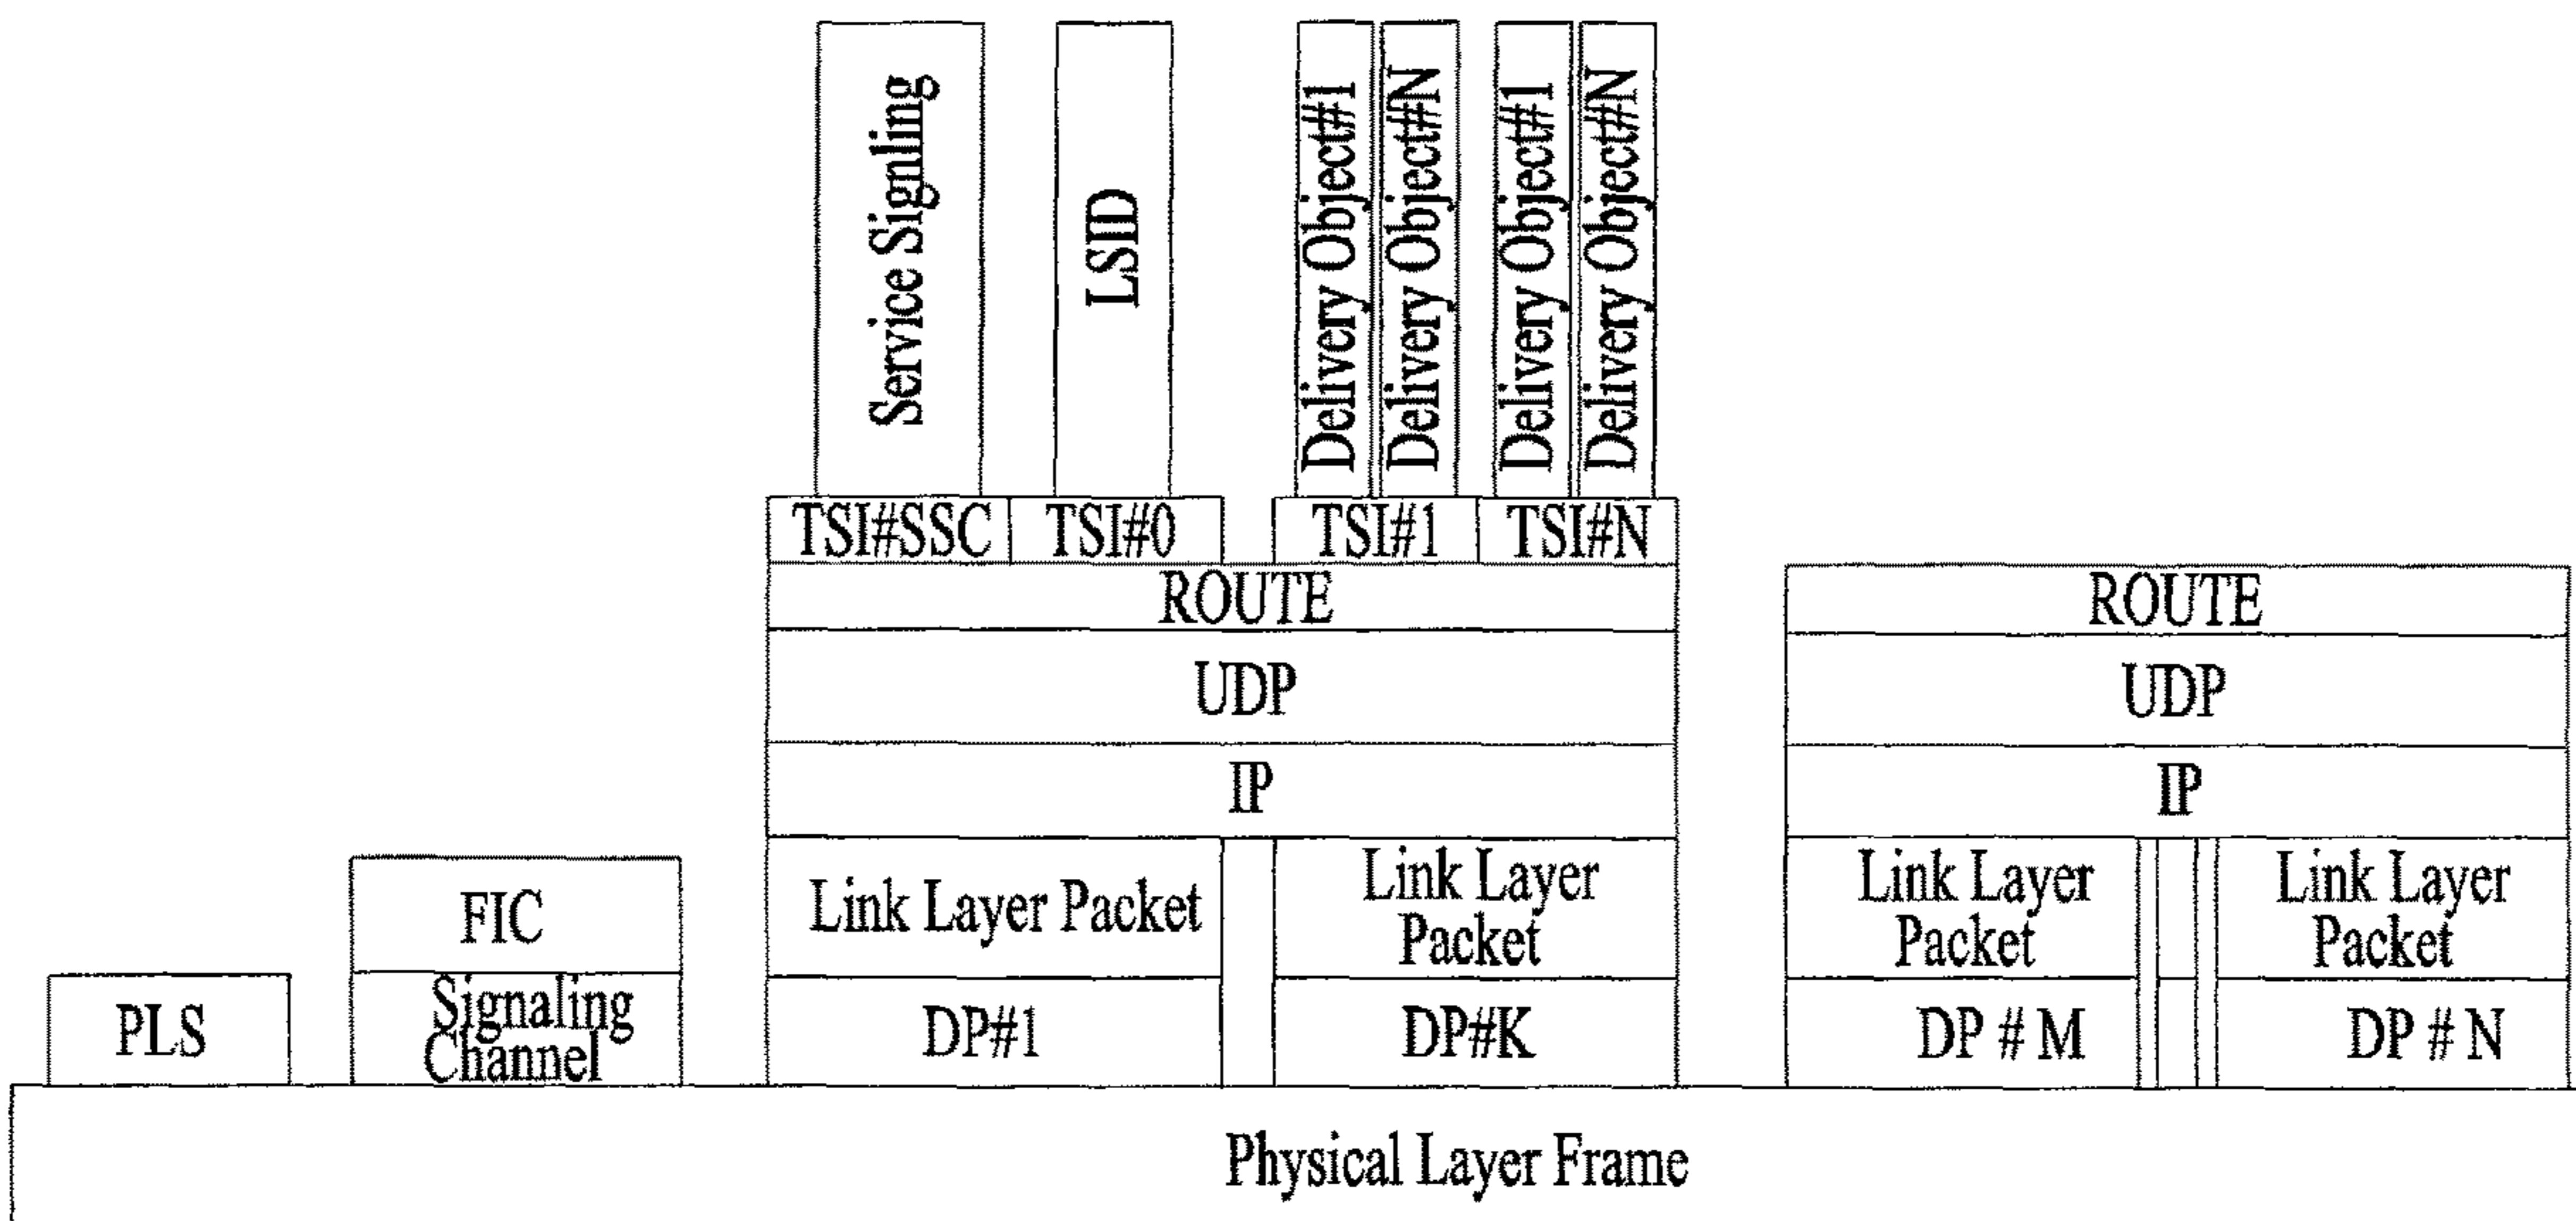 Service Signling
LSID
Delivery Object#1
Delivery Object#N
Delivery Object#1
Delivery Object#N
TSI#SSC
TSI#0
TSI#1
TSI#N
ROUTE
UDP
IP
Link Layer Packet
Link Layer
Packet
DP#1
DP#K
ROUTE
UDP
IP
Link Layer
Packet
Link Layer
Packet
DP # M
DP # N
FIC
Signaling
Channel
PLS
Physical Layer Frame